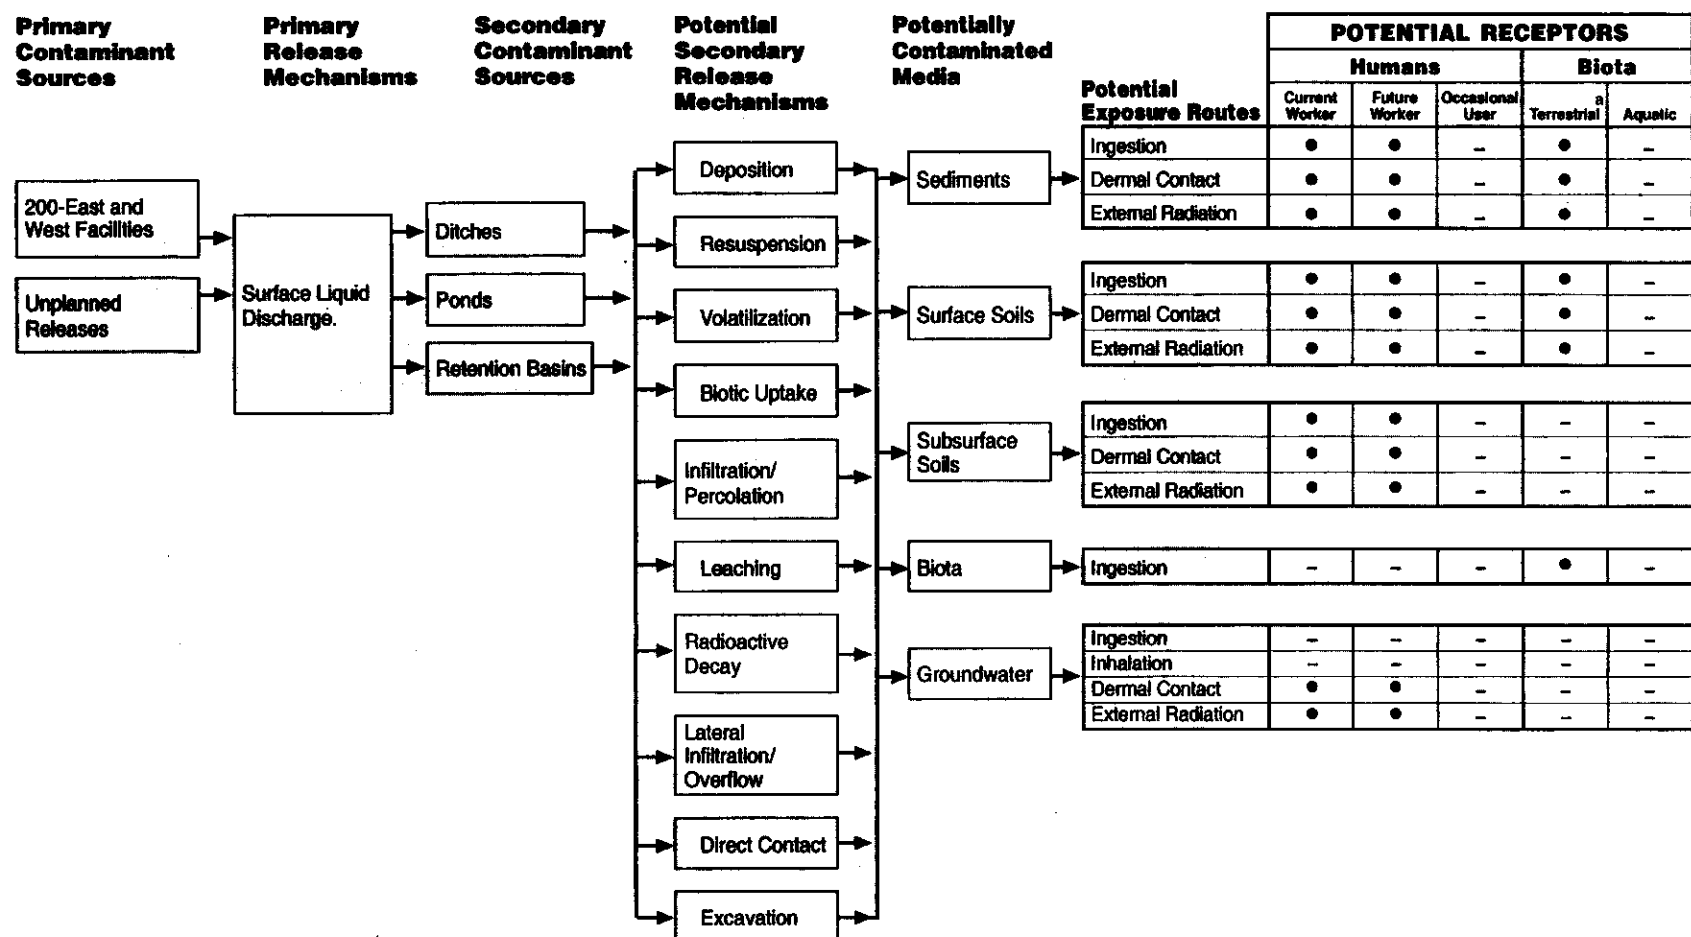 Primary
Contaminant
Sources
Primary
Release
Mechanisms
Secondary
Contaminant
Sources
Potential
Secondary
Release
Mechanisms
Potentially
Contaminated
Media
Potential
Exposure Routes
POTENTIAL RECEPTORS
Humans
Biota
Current
Worker
Future
Worker
Occasional
User
a
Terrestrial
Aquatic
200-East and
West Facilities
Unplanned
Releases
Surface Liquid
Discharge.
Ditches
Ponds
Retention Basins
Deposition
Resuspension
Volatilization
Biotic Uptake
Infiltration/
Percolation
Leaching
Radioactive
Decay
Lateral
Infiltration/
Overflow
Direct Contact
Excavation
Sediments
Surface Soils
Subsurface
Soils
Biota
Groundwater
Ingestion ● ● – ● –
Dermal Contact ● ● – ● –
External Radiation ● ● – ● –
Ingestion ● ● – ● –
Dermal Contact ● ● – ● –
External Radiation ● ● – ● –
Ingestion ● ● – – –
Dermal Contact ● ● – – –
External Radiation ● ● – – –
Ingestion – – – ● –
Ingestion – – – – –
Inhalation – – – – –
Dermal Contact ● ● – – –
External Radiation ● ● – – –